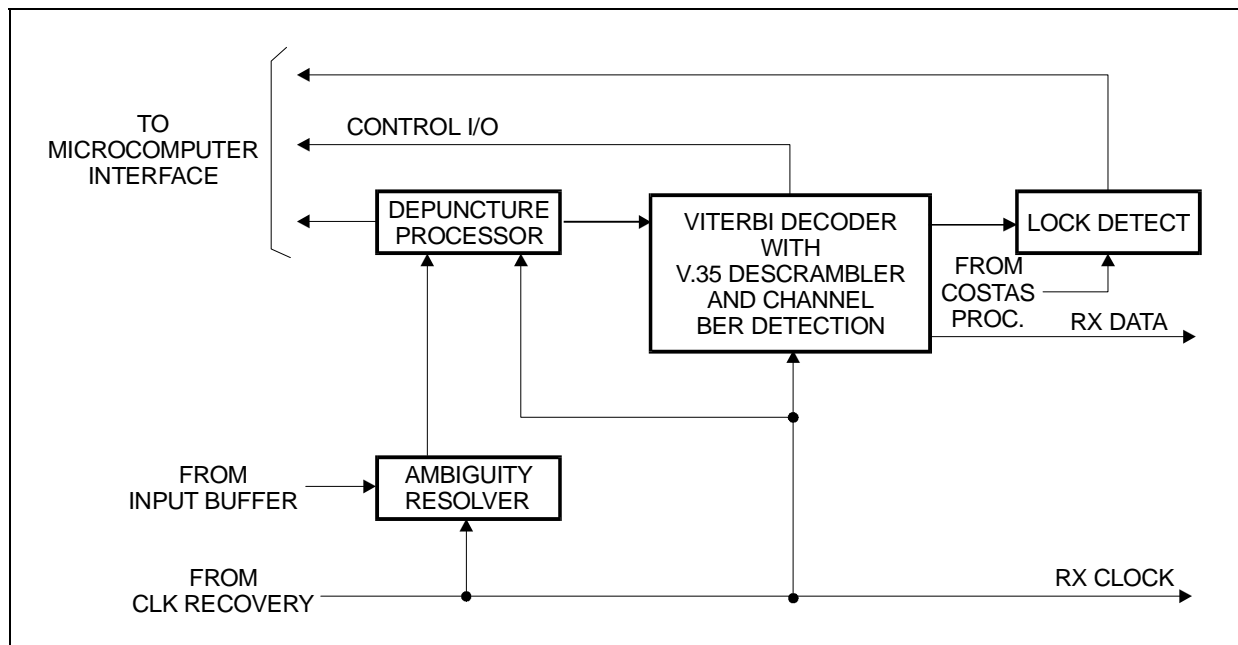 TO
MICROCOMPUTER
INTERFACE
CONTROL I/O
DEPUNCTURE
PROCESSOR
VITERBI DECODER
WITH
V.35 DESCRAMBLER
AND CHANNEL
BER DETECTION
LOCK DETECT
FROM
COSTAS
PROC.
RX DATA
FROM
INPUT BUFFER
AMBIGUITY
RESOLVER
FROM
CLK RECOVERY
RX CLOCK